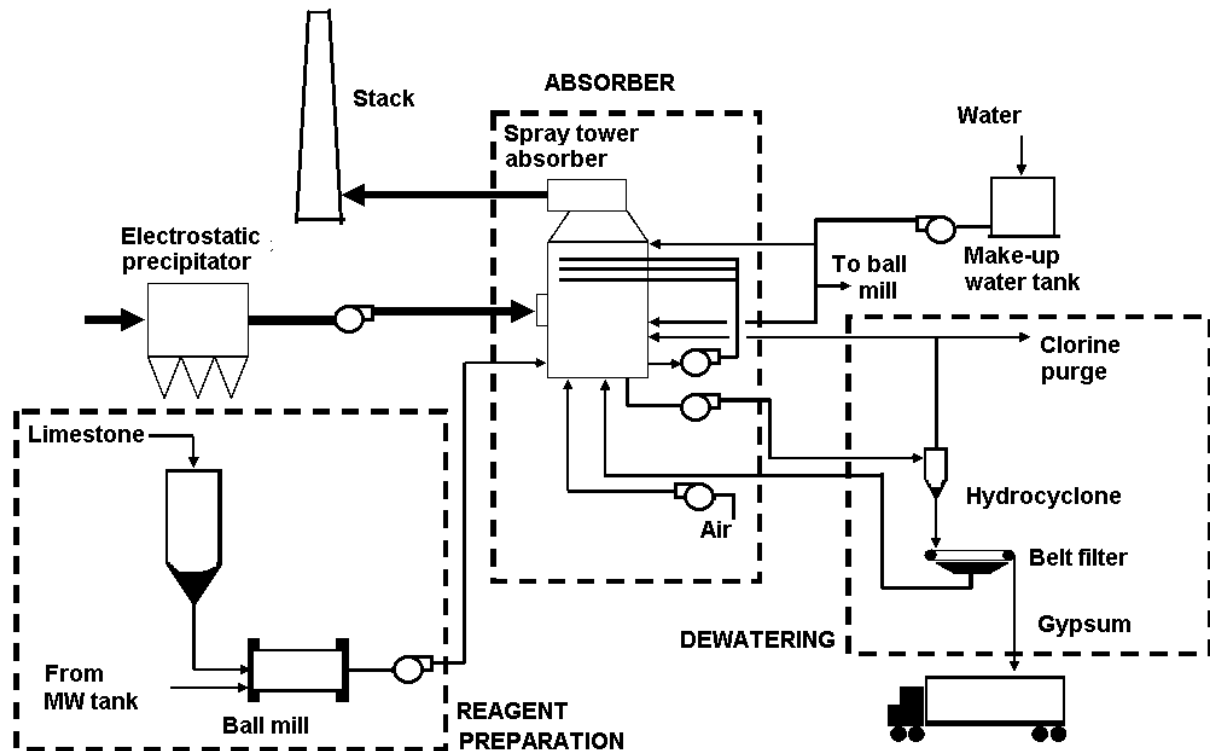 ABSORBER
Stack
Spray tower
absorber
Water
Electrostatic
precipitator
To ball
mill
Make-up
water tank
Clorine
purge
Limestone
Hydrocyclone
Air
Belt filter
DEWATERING
Gypsum
From
MW tank
Ball mill
REAGENT
PREPARATION